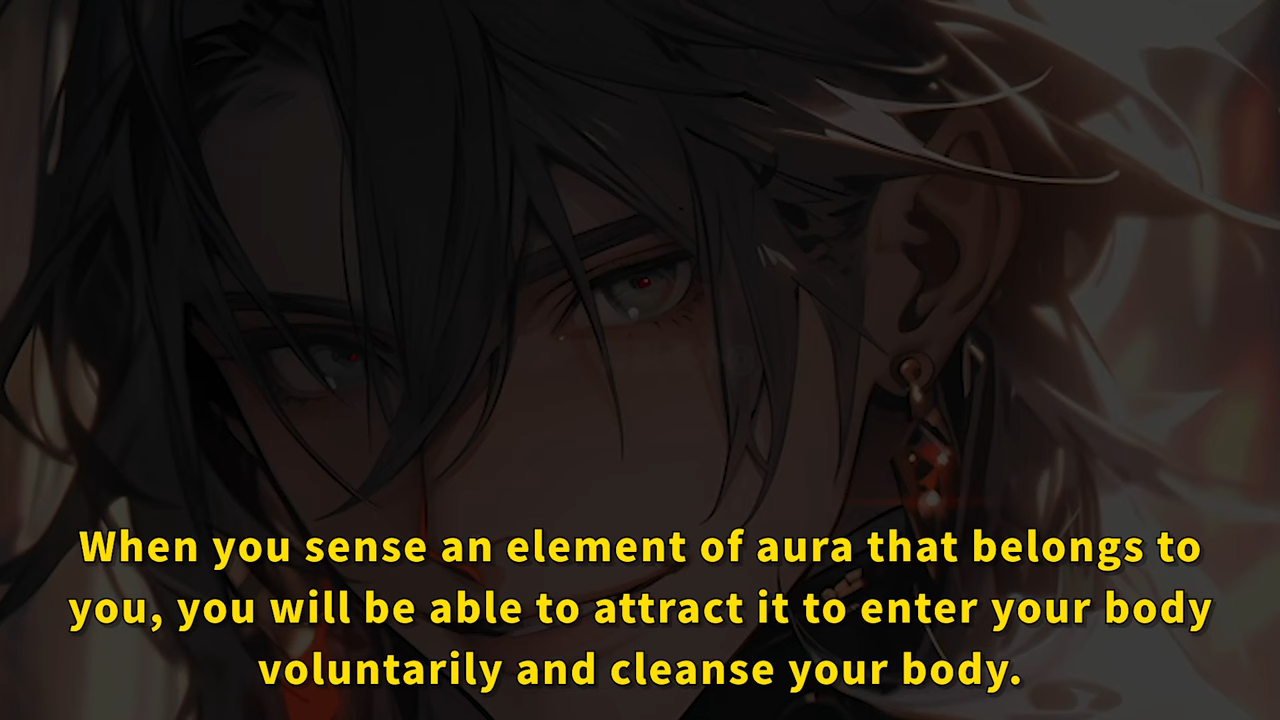 When you sense an element of aura that belongs to
you, you will be able to attract it to enter your body
voluntarily and cleanse your body.